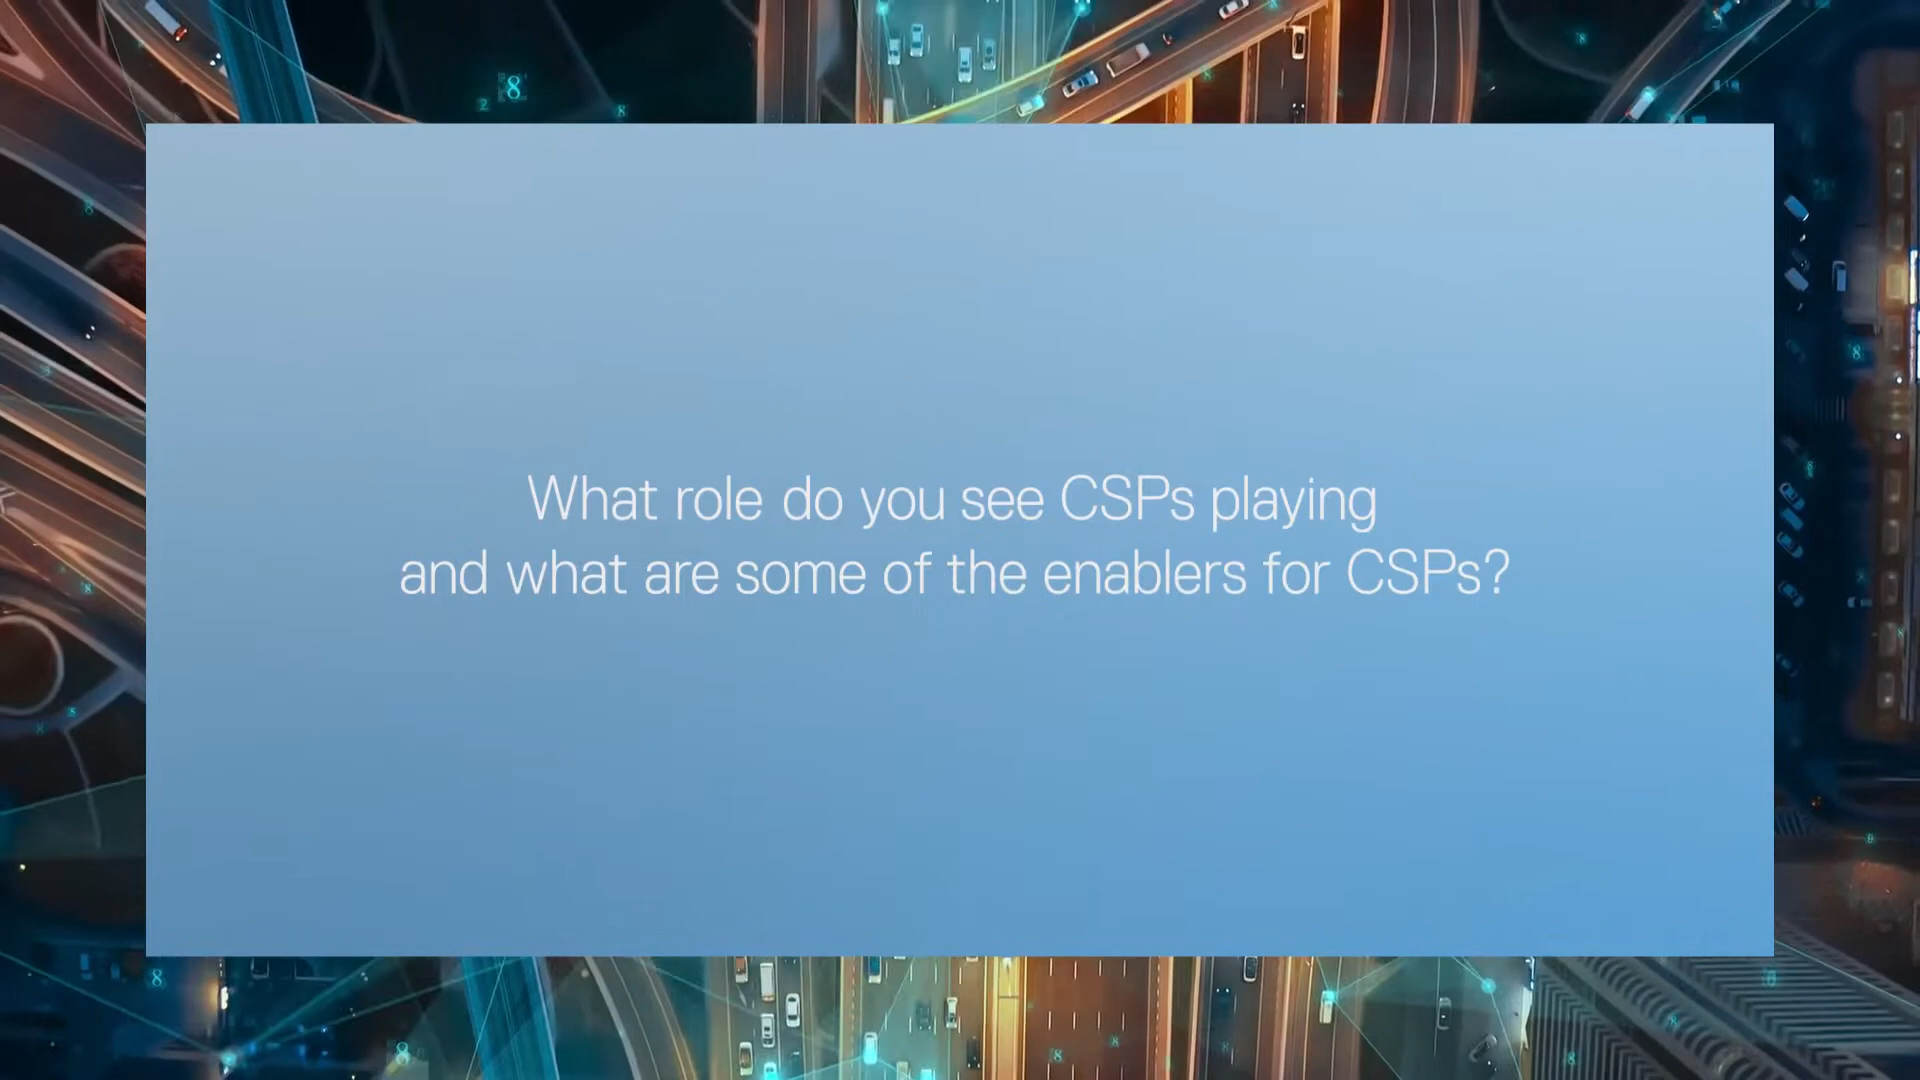 What role do you see CSPs playing
and what are some of the enablers for CSPs?